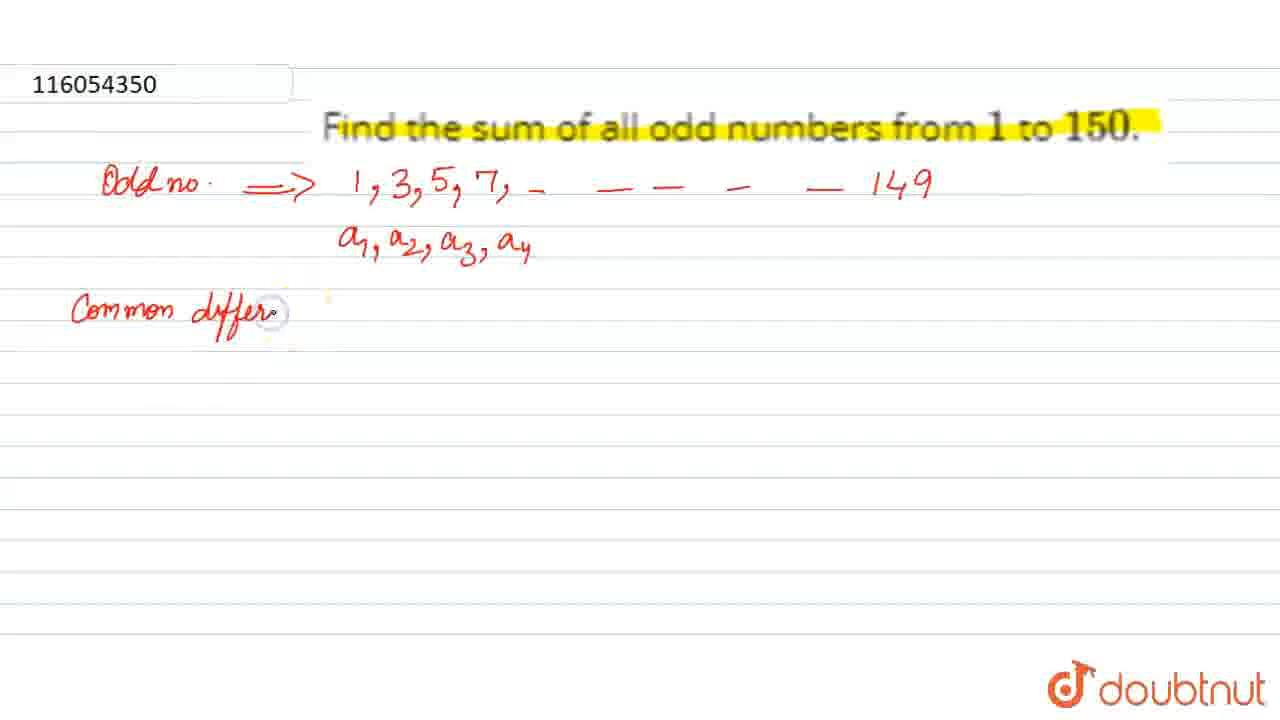 116054350
Find the sum of all odd numbers from 1 to 150.
Odd no. => 1, 3, 5, 7, - - - - - 149
a1, a2, a3, a4
Common differ
doubtnut